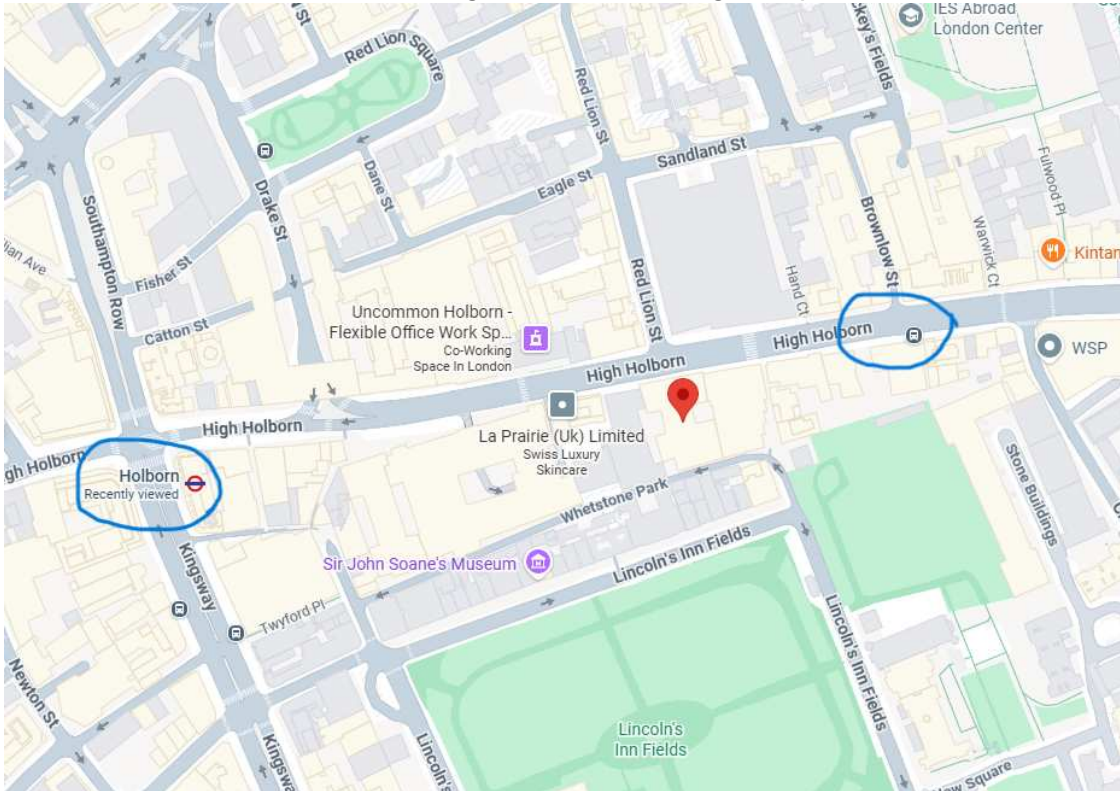 IES Abroad
London Center
Red Lion Square
Red Lion St
Sandland St
Eagle St
Dane St
Drake St
Southampton Row
Fisher St
Catton St
Fulwood Pl
Brownlow St
Warwick Ct
Hand Ct
Red Lion St
Kintan
Uncommon Holborn -
Flexible Office Work Sp...
Co-Working
Space In London
High Holborn
High Holborn
WSP
High Holborn
La Prairie (Uk) Limited
Swiss Luxury
Skincare
gh Holborn
Holborn
Recently viewed
Whetstone Park
Stone Buildings
Kingsway
Sir John Soane's Museum
Lincoln's Inn Fields
Twyford Pl
Newton St
Lincoln's Inn Fields
Lincoln's
Inn Fields
Kingsway
Lincoln's
New Square